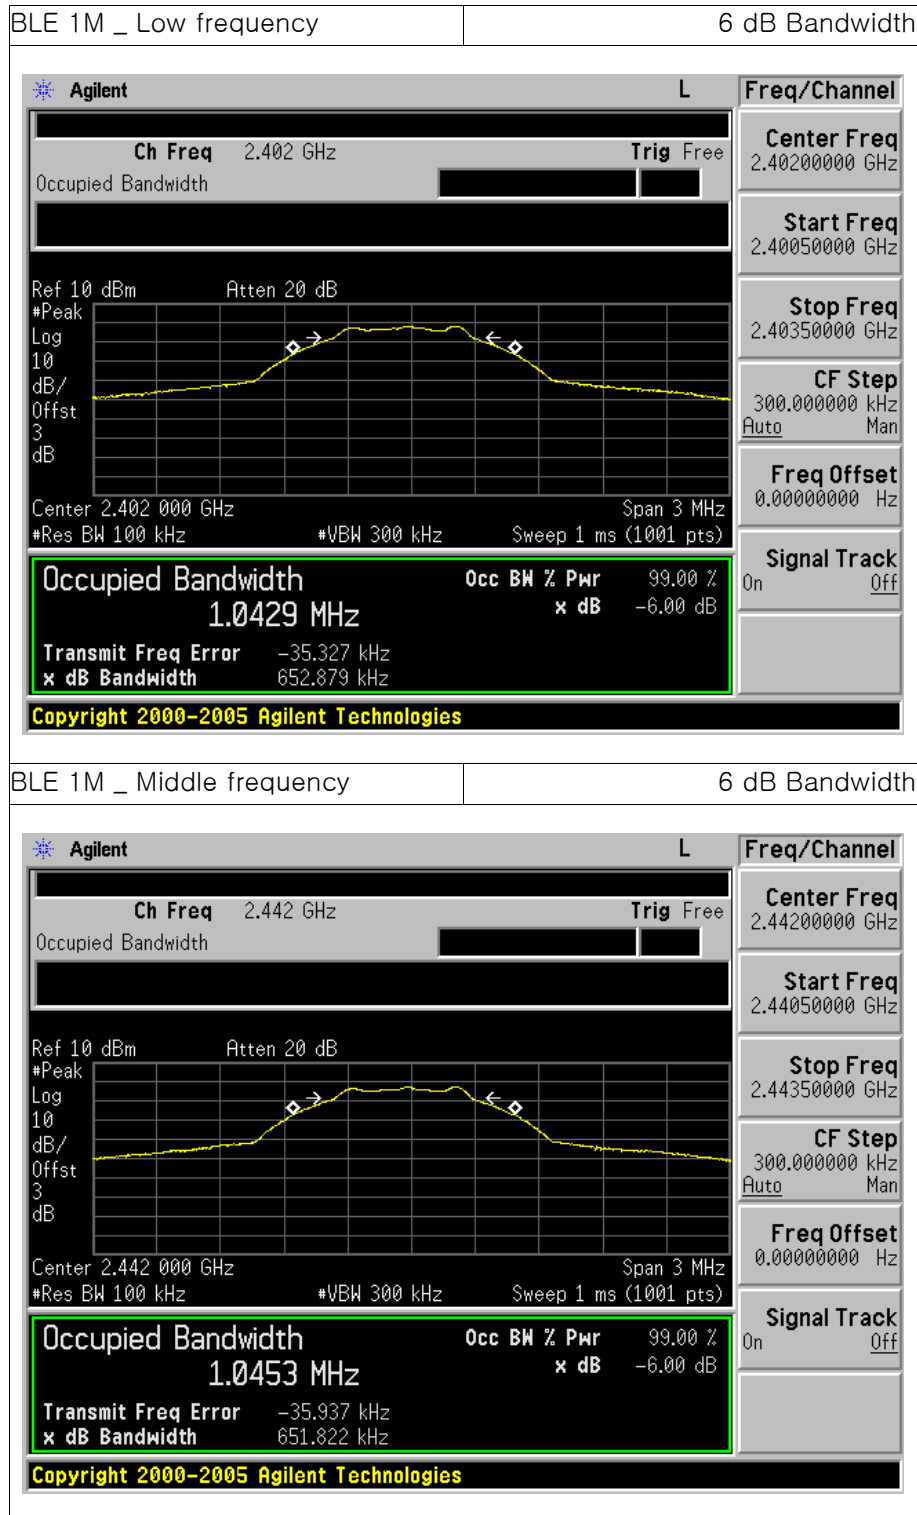 BLE 1M _ Low frequency 6 dB Bandwidth
Agilent L Freq/Channel
Ch Freq 2.402 GHz Trig Free
Occupied Bandwidth
Center Freq
2.40200000 GHz
Start Freq
2.40050000 GHz
Stop Freq
2.40350000 GHz
CF Step
300.000000 kHz
Auto Man
Freq Offset
0.00000000 Hz
Signal Track
On Off
Ref 10 dBm Atten 20 dB
#Peak
Log
10
dB/
Offst
3
dB
Center 2.402 000 GHz Span 3 MHz
#Res BW 100 kHz #VBW 300 kHz Sweep 1 ms (1001 pts)
Occupied Bandwidth Occ BW % Pwr 99.00 %
1.0429 MHz x dB -6.00 dB
Transmit Freq Error -35.327 kHz
x dB Bandwidth 652.879 kHz
Copyright 2000-2005 Agilent Technologies
BLE 1M _ Middle frequency 6 dB Bandwidth
Agilent L Freq/Channel
Ch Freq 2.442 GHz Trig Free
Occupied Bandwidth
Center Freq
2.44200000 GHz
Start Freq
2.44050000 GHz
Stop Freq
2.44350000 GHz
CF Step
300.000000 kHz
Auto Man
Freq Offset
0.00000000 Hz
Signal Track
On Off
Ref 10 dBm Atten 20 dB
#Peak
Log
10
dB/
Offst
3
dB
Center 2.442 000 GHz Span 3 MHz
#Res BW 100 kHz #VBW 300 kHz Sweep 1 ms (1001 pts)
Occupied Bandwidth Occ BW % Pwr 99.00 %
1.0453 MHz x dB -6.00 dB
Transmit Freq Error -35.937 kHz
x dB Bandwidth 651.822 kHz
Copyright 2000-2005 Agilent Technologies